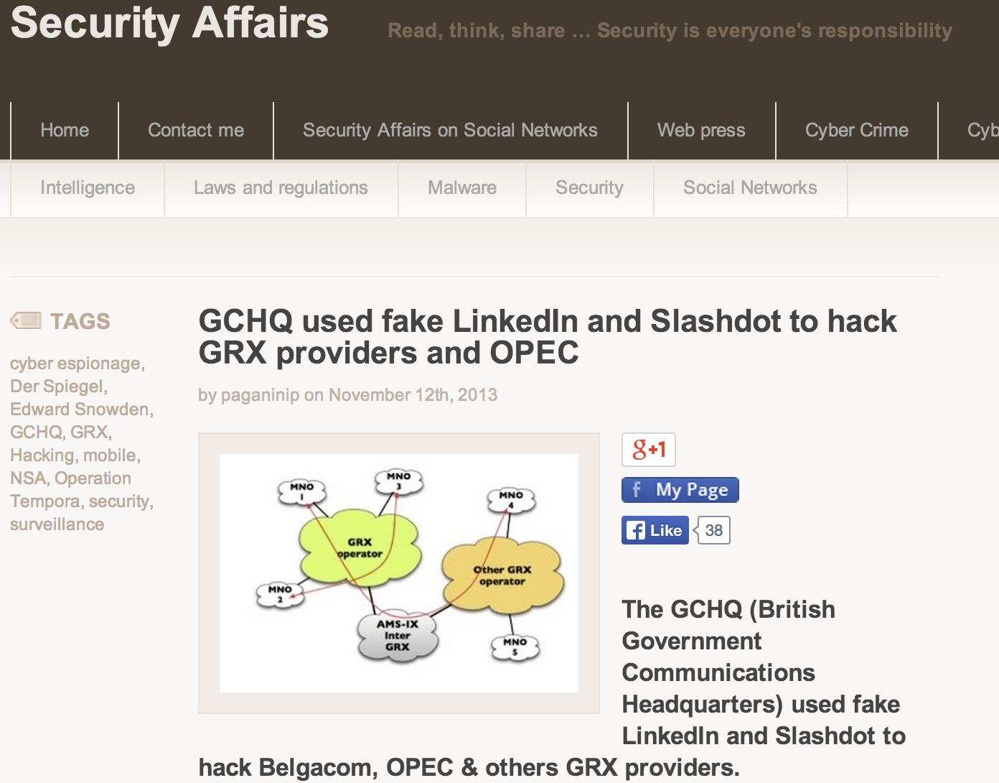 Security Affairs
Read, think, share … Security is everyone's responsibility
Home
Contact me
Security Affairs on Social Networks
Web press
Cyber Crime
Cyb
Intelligence
Laws and regulations
Malware
Security
Social Networks
TAGS
cyber espionage,
Der Spiegel,
Edward Snowden,
GCHQ, GRX,
Hacking, mobile,
NSA, Operation
Tempora, security,
surveillance
GCHQ used fake LinkedIn and Slashdot to hack
GRX providers and OPEC
by paganinip on November 12th, 2013
MNO
1
MNO
3
MNO
4
GRX
operator
Other GRX
operator
MNO
2
AMS-IX
Inter
GRX
MNO
5
g+1
f My Page
f Like
38
The GCHQ (British
Government
Communications
Headquarters) used fake
LinkedIn and Slashdot to
hack Belgacom, OPEC & others GRX providers.